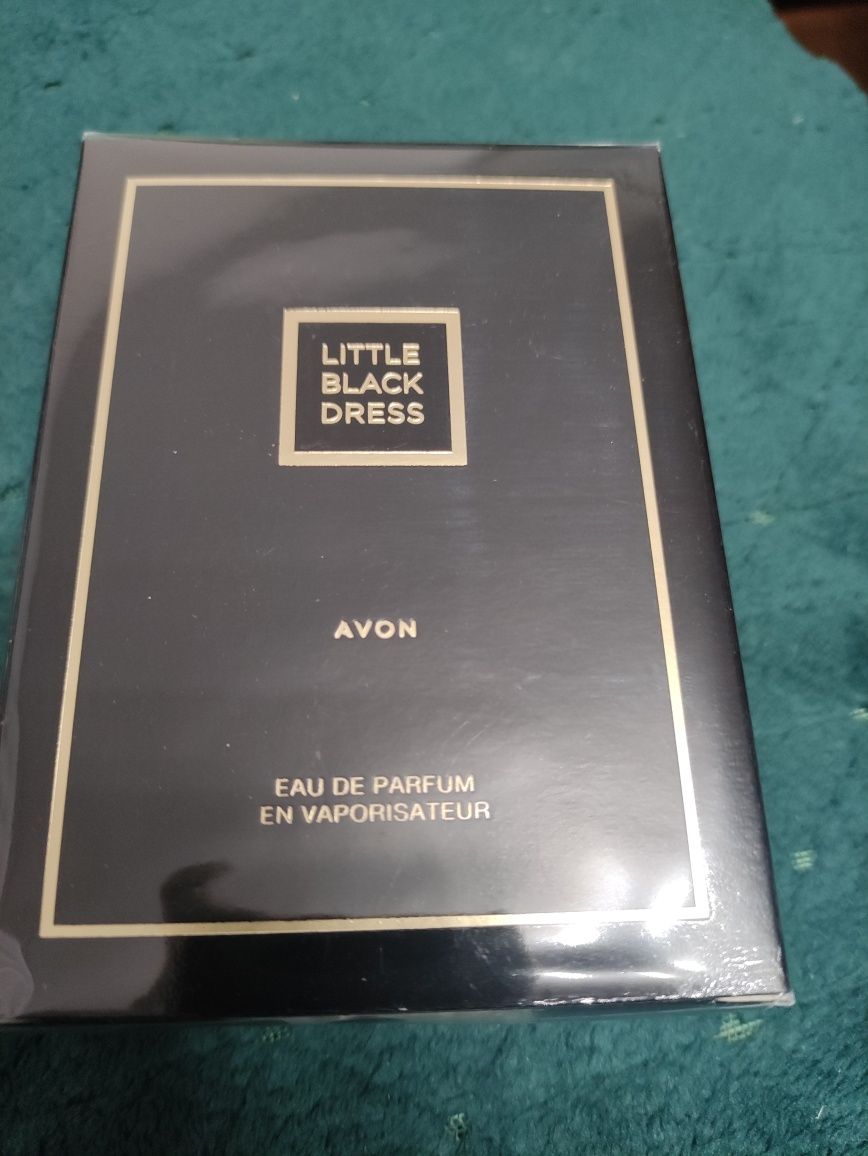 LITTLE
BLACK
DRESS
AVON
EAU DE PARFUM
EN VAPORISATEUR